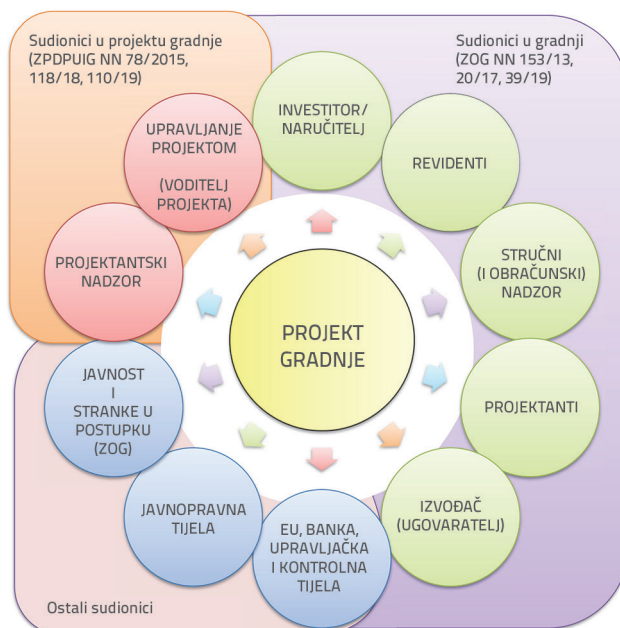 Sudionici u projektu gradnje
(ZPDPUIG NN 78/2015,
118/18, 110/19)
Sudionici u gradnji
(ZOG NN 153/13,
20/17, 39/19)
INVESTITOR/
NARUČITELJ
UPRAVLJANJE
PROJEKTOM
(VODITELJ
PROJEKTA)
REVIDENTI
PROJEKTANTSKI
NADZOR
STRUČNI
(I OBRAČUNSKI)
NADZOR
PROJEKT
GRADNJE
JAVNOST
I
STRANKE U
POSTUPKU
(ZOG)
PROJEKTANTI
JAVNOPRAVNA
TIJELA
EU, BANKA,
UPRAVLJAČKA
I KONTROLNA
TIJELA
IZVOĐAČ
(UGOVARATELJ)
Ostali sudionici